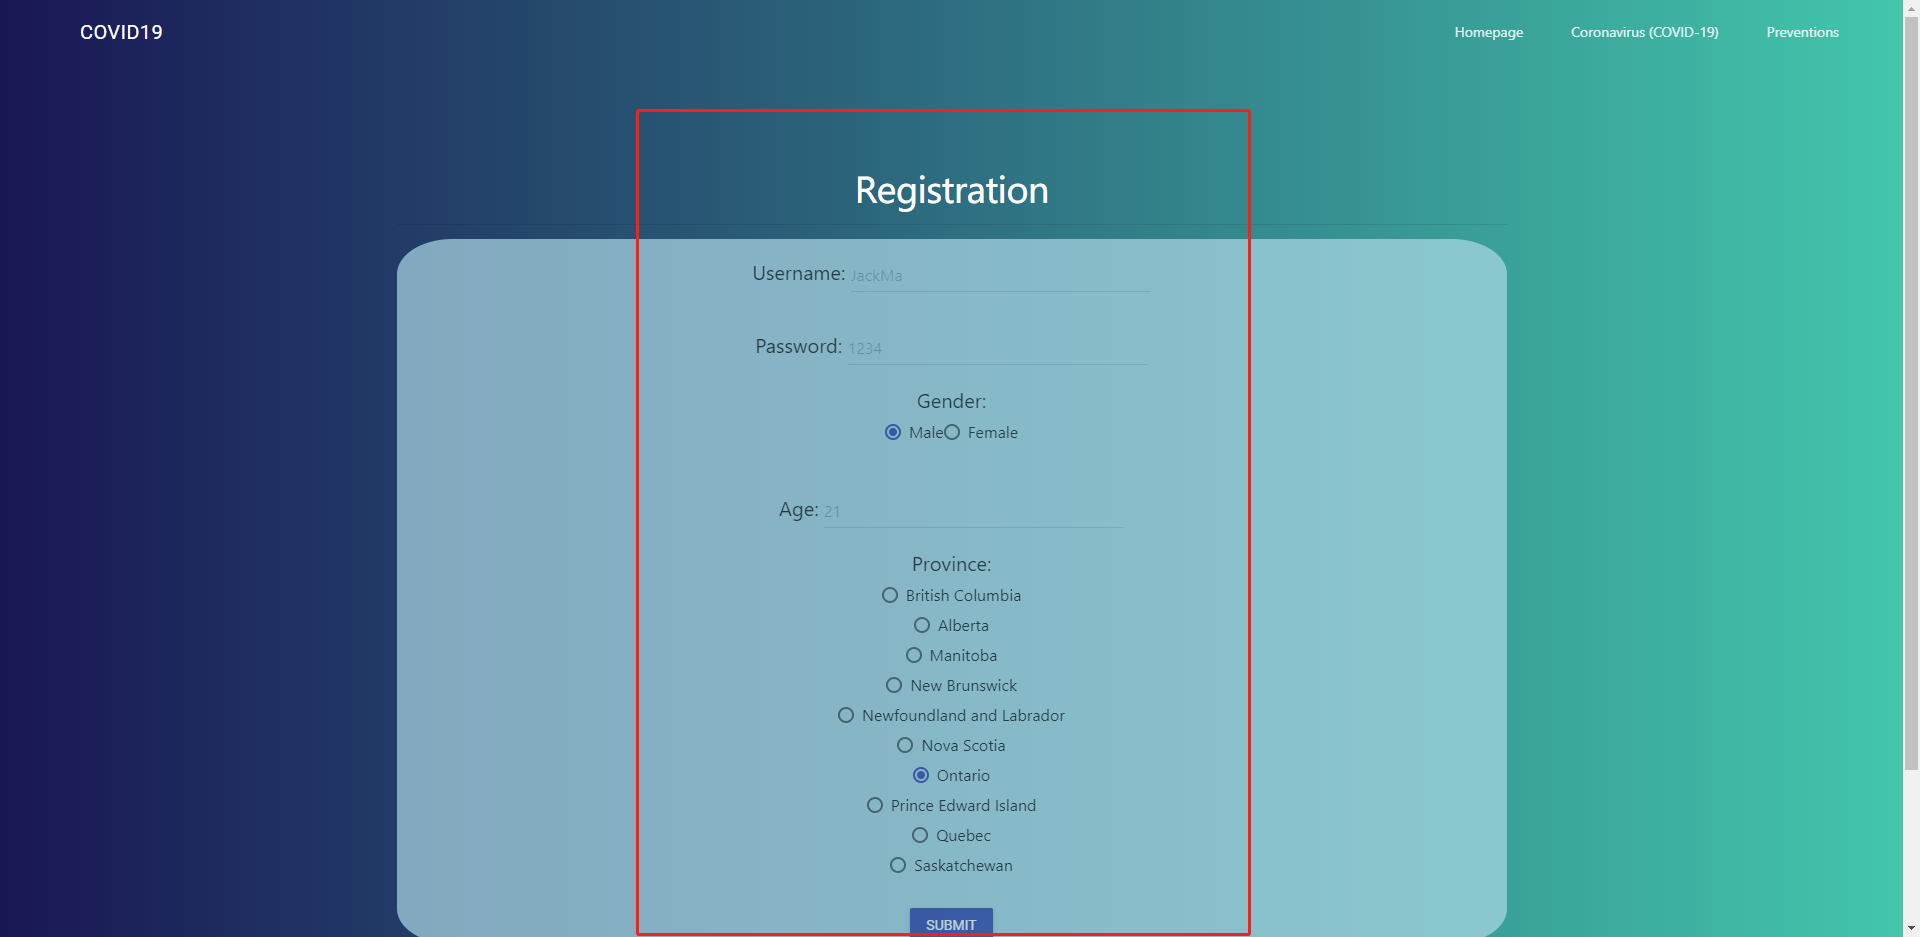 COVID19
Homepage Coronavirus (COVID-19) Preventions
Registration
Username: JackMa
Password: 1234
Gender:
Male Female
Age: 21
Province:
British Columbia
Alberta
Manitoba
New Brunswick
Newfoundland and Labrador
Nova Scotia
Ontario
Prince Edward Island
Quebec
Saskatchewan
SUBMIT